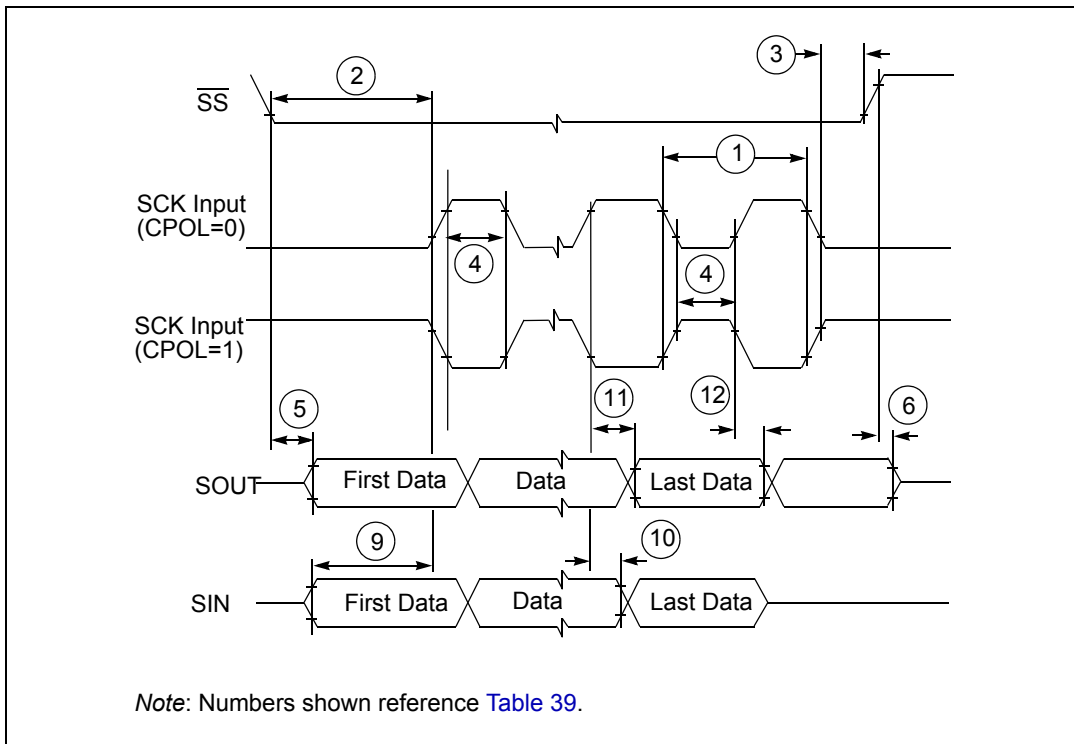 3
2
SS
1
SCK Input
(CPOL=0)
4
4
SCK Input
(CPOL=1)
11
12
5
6
SOUT
First Data
Data
Last Data
9
10
SIN
First Data
Data
Last Data
Note: Numbers shown reference Table 39.